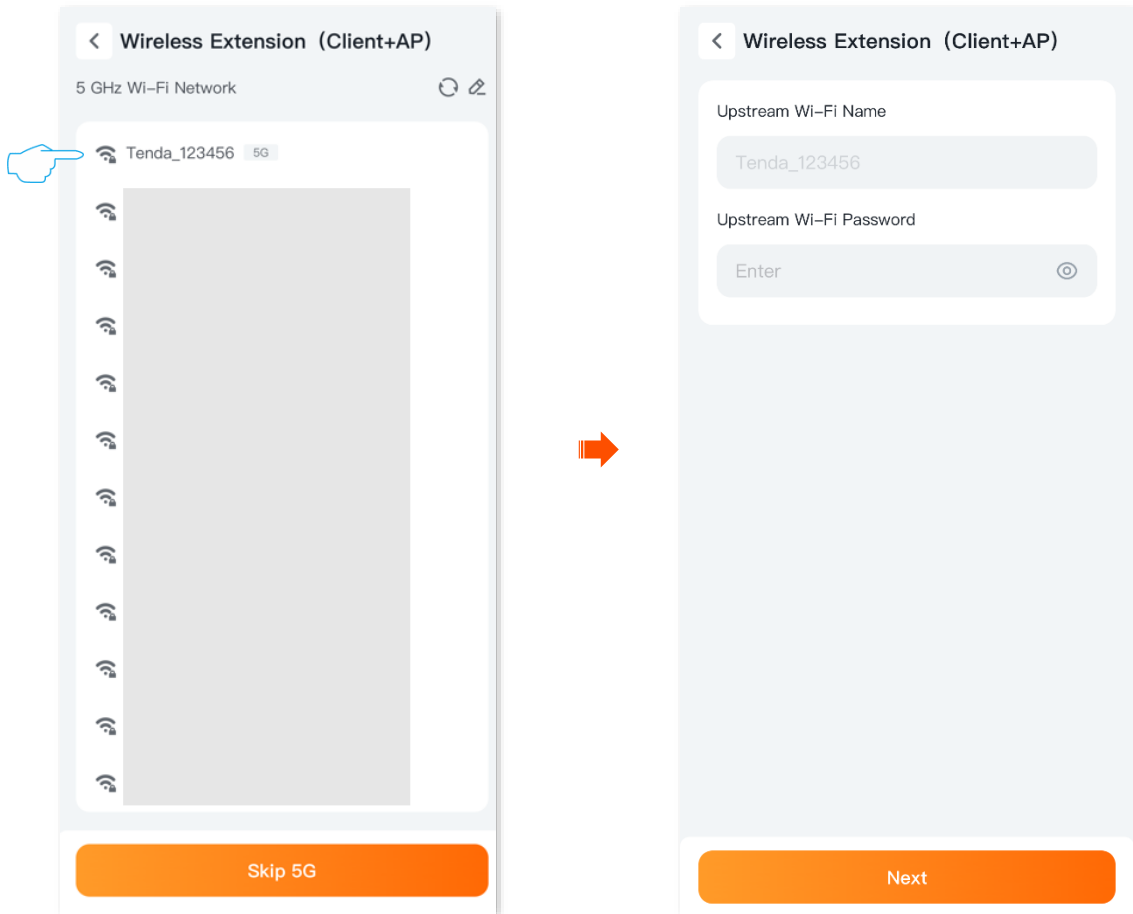 Wireless Extension（Client+AP）
5 GHz Wi-Fi Network
Tenda_123456 5G
Skip 5G
Wireless Extension（Client+AP）
Upstream Wi-Fi Name
Tenda_123456
Upstream Wi-Fi Password
Enter
Next